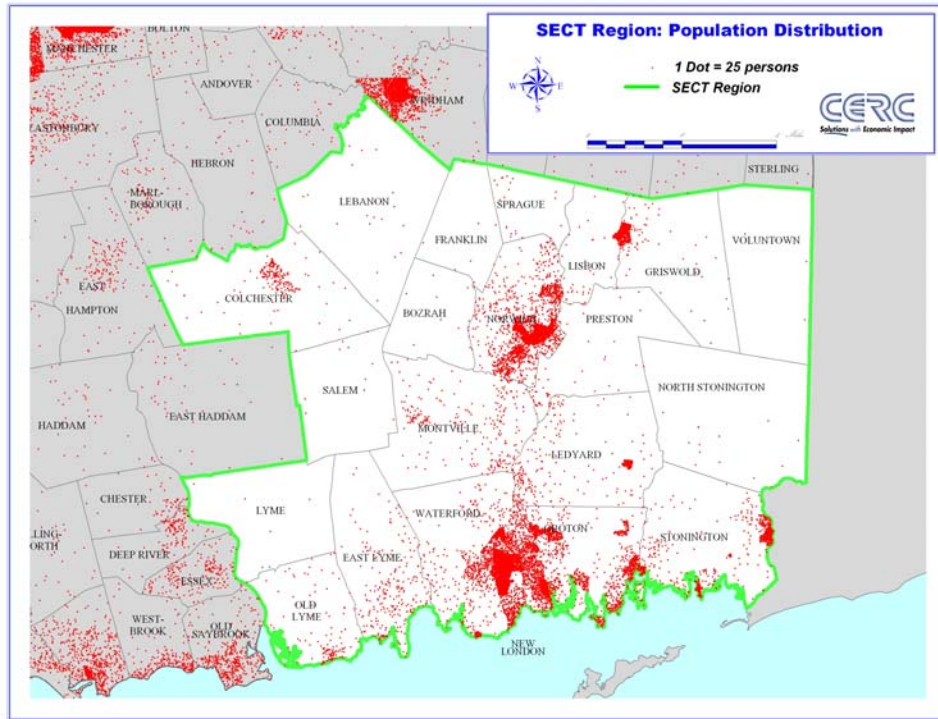 SECT Region: Population Distribution
1 Dot = 25 persons
SECT Region
N
W
E
S
CERC
Solutions with Economic Impact
BOLTON
MANCHESTER
ANDOVER
WINDHAM
COLUMBIA
HEBRON
MARL-
BOROUGH
STERLING
LEBANON
SPRAGUE
FRANKLIN
VOLUNTOWN
LISBON
GRISWOLD
EAST
HAMPTON
COLCHESTER
BOZRAH
NORWICH
PRESTON
SALEM
NORTH STONINGTON
HADDAM
EAST HADDAM
MONTVILLE
LEDYARD
CHESTER
LYME
WATERFORD
GROTON
STONINGTON
DEEP RIVER
EAST LYME
ESSEX
OLD
LYME
WEST-
BROOK
OLD
SAYBROOK
NEW
LONDON